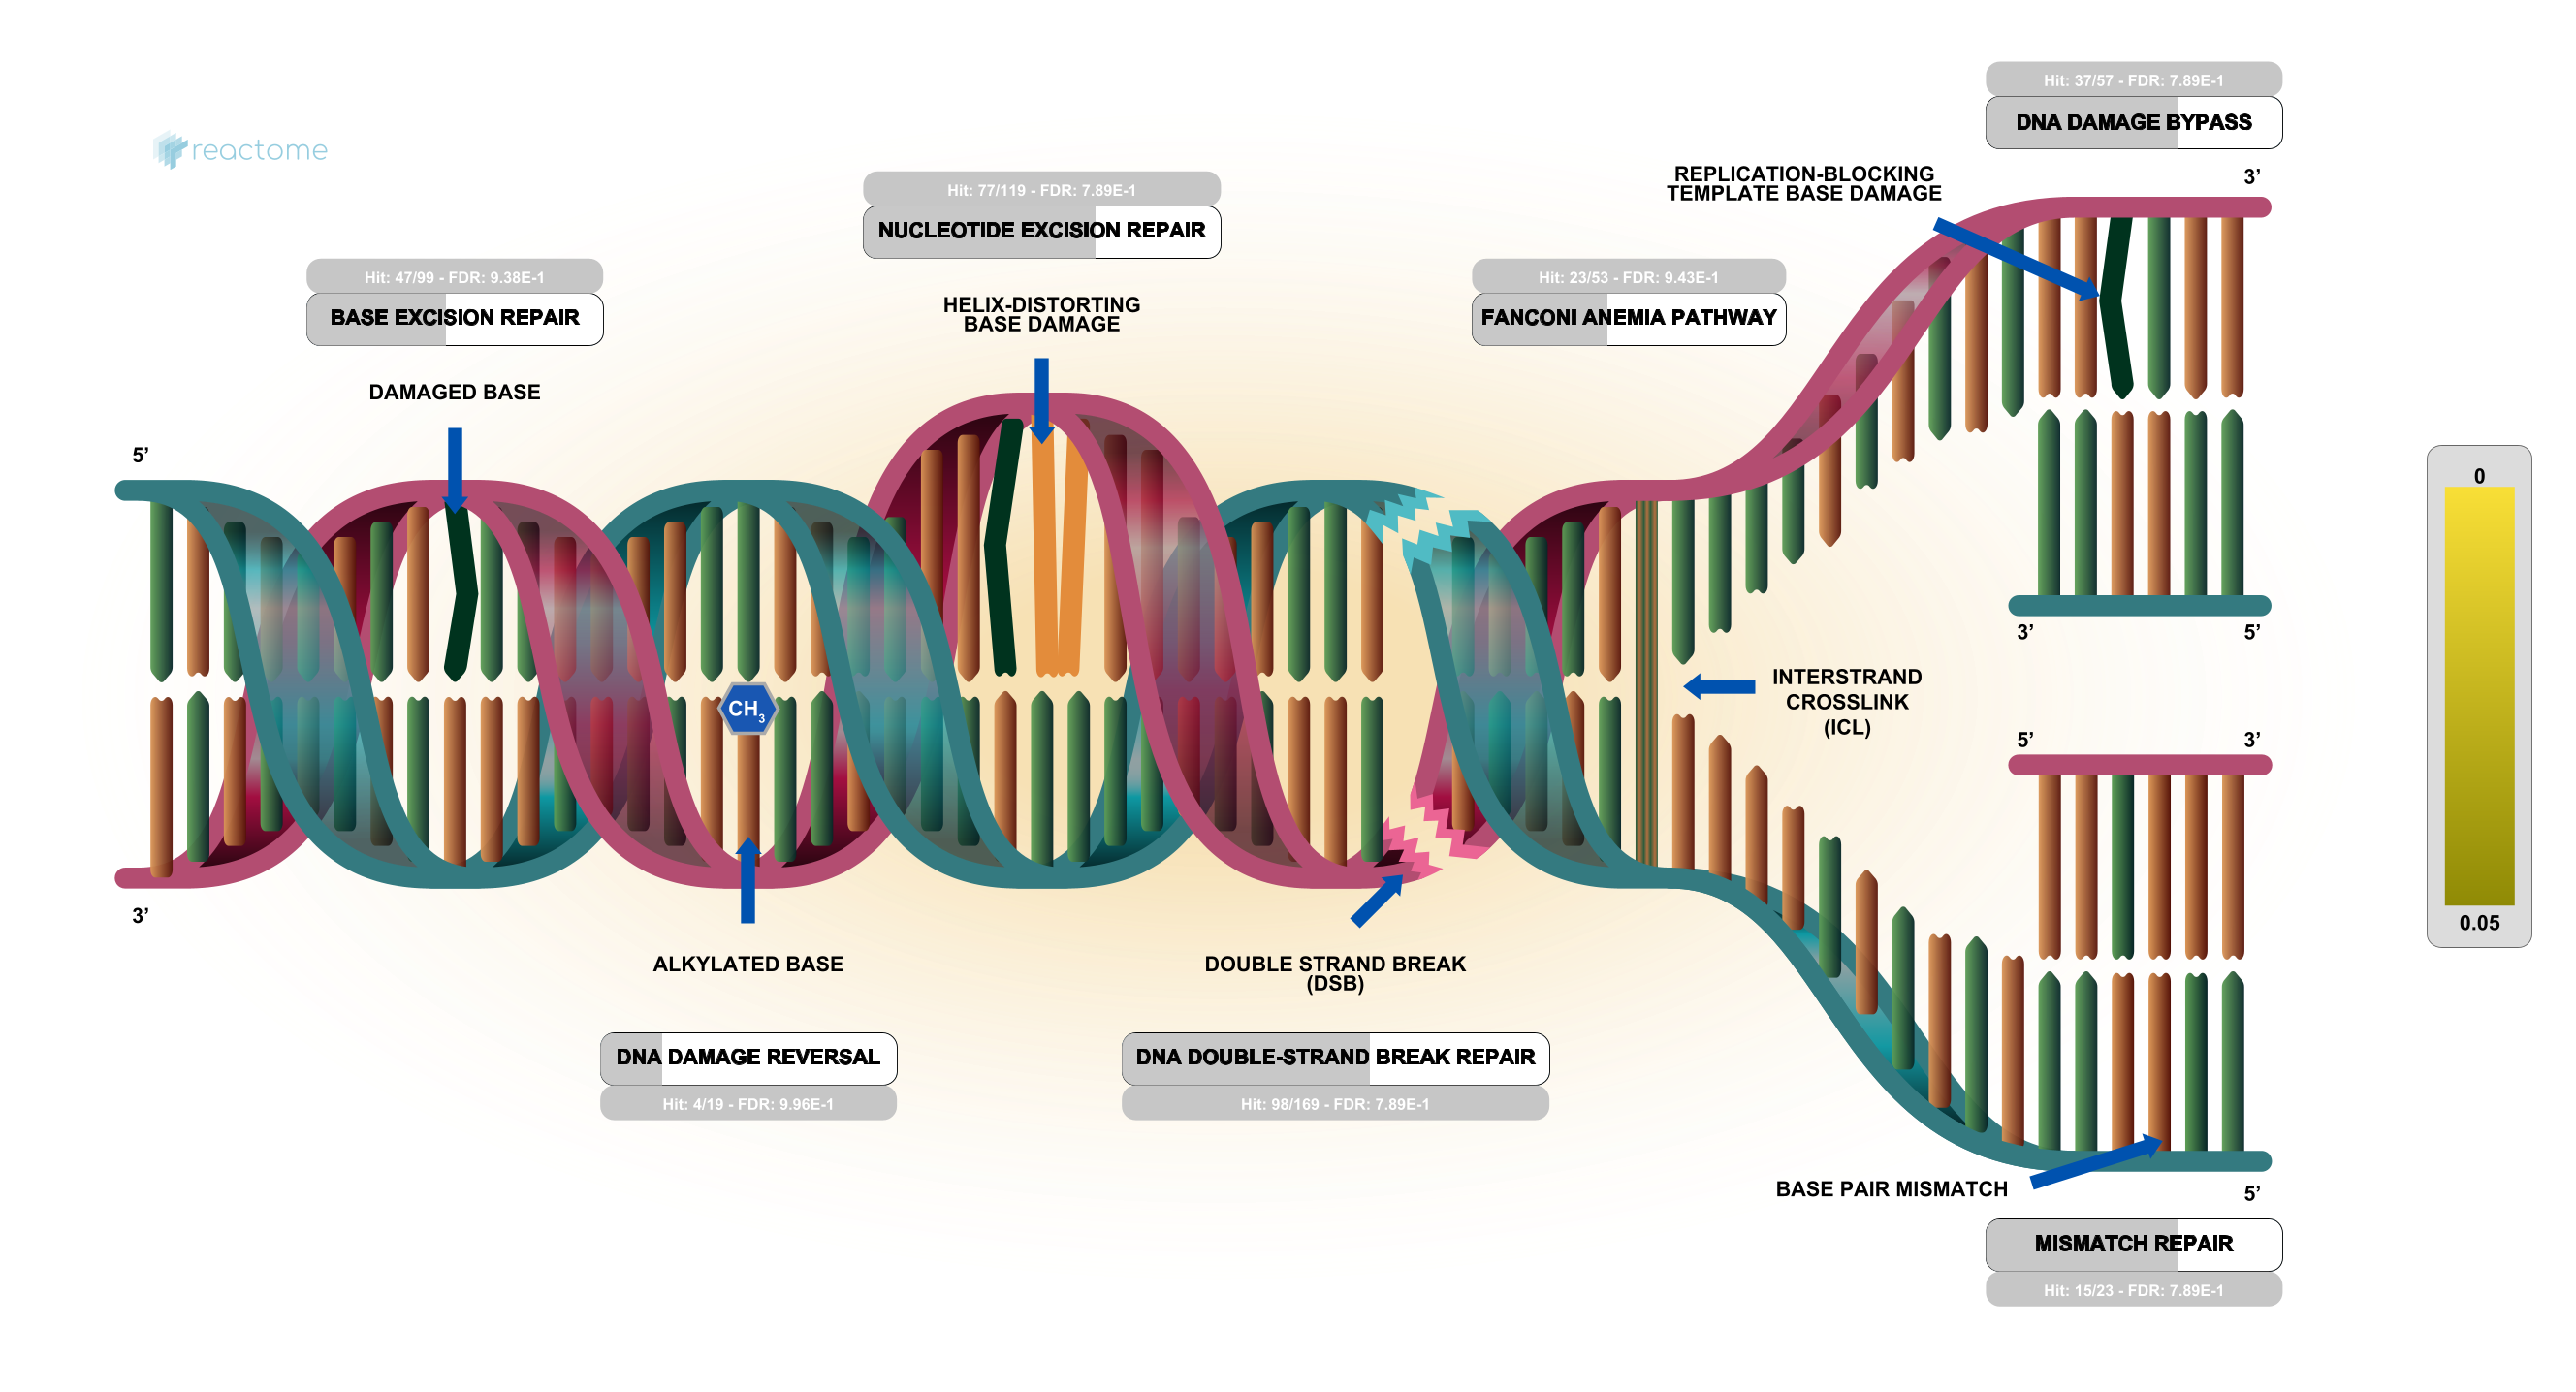 reactome
Hit: 37/57 - FDR: 7.89E-1
DNA DAMAGE BYPASS
REPLICATION-BLOCKING
TEMPLATE BASE DAMAGE
3’
Hit: 77/119 - FDR: 7.89E-1
NUCLEOTIDE EXCISION REPAIR
HELIX-DISTORTING
BASE DAMAGE
Hit: 47/99 - FDR: 9.38E-1
BASE EXCISION REPAIR
DAMAGED BASE
Hit: 23/53 - FDR: 9.43E-1
FANCONI ANEMIA PATHWAY
5’
0
0.05
3’
5’
INTERSTRAND
CROSSLINK
(ICL)
CH3
5’
3’
3’
ALKYLATED BASE
DOUBLE STRAND BREAK
(DSB)
DNA DAMAGE REVERSAL
Hit: 4/19 - FDR: 9.96E-1
DNA DOUBLE-STRAND BREAK REPAIR
Hit: 98/169 - FDR: 7.89E-1
BASE PAIR MISMATCH
5’
MISMATCH REPAIR
Hit: 15/23 - FDR: 7.89E-1